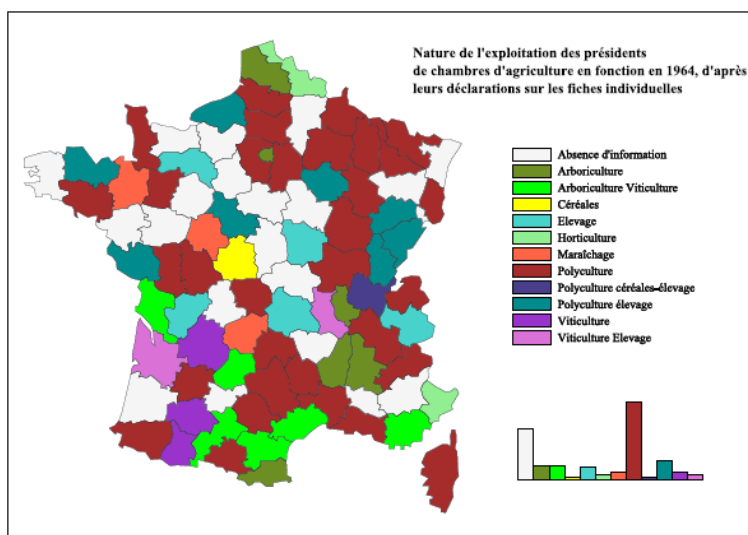 Nature de l'exploitation des présidents
de chambres d'agriculture en fonction en 1964, d'après
leurs déclarations sur les fiches individuelles
Absence d'information
Arboriculture
Arboriculture Viticulture
Céréales
Elevage
Horticulture
Maraîchage
Polyculture
Polyculture céréales-élevage
Polyculture élevage
Viticulture
Viticulture Elevage